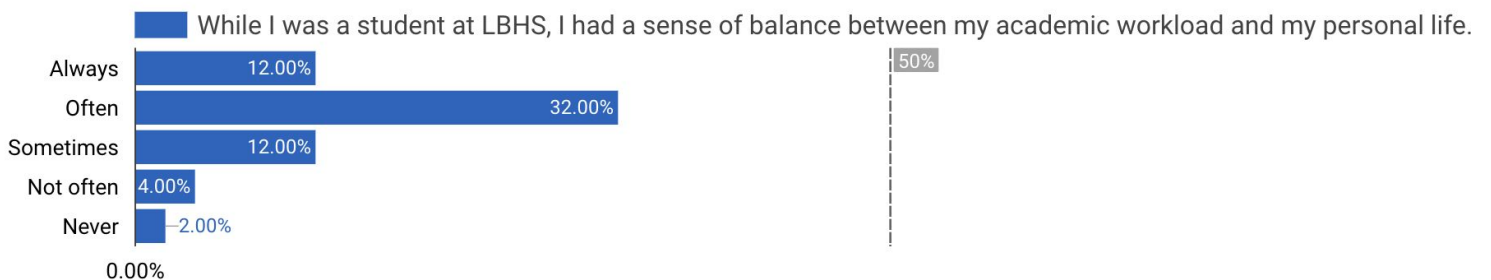 While I was a student at LBHS, I had a sense of balance between my academic workload and my personal life.
50%
Always 12.00%
Often 32.00%
Sometimes 12.00%
Not often 4.00%
Never 2.00%
0.00%